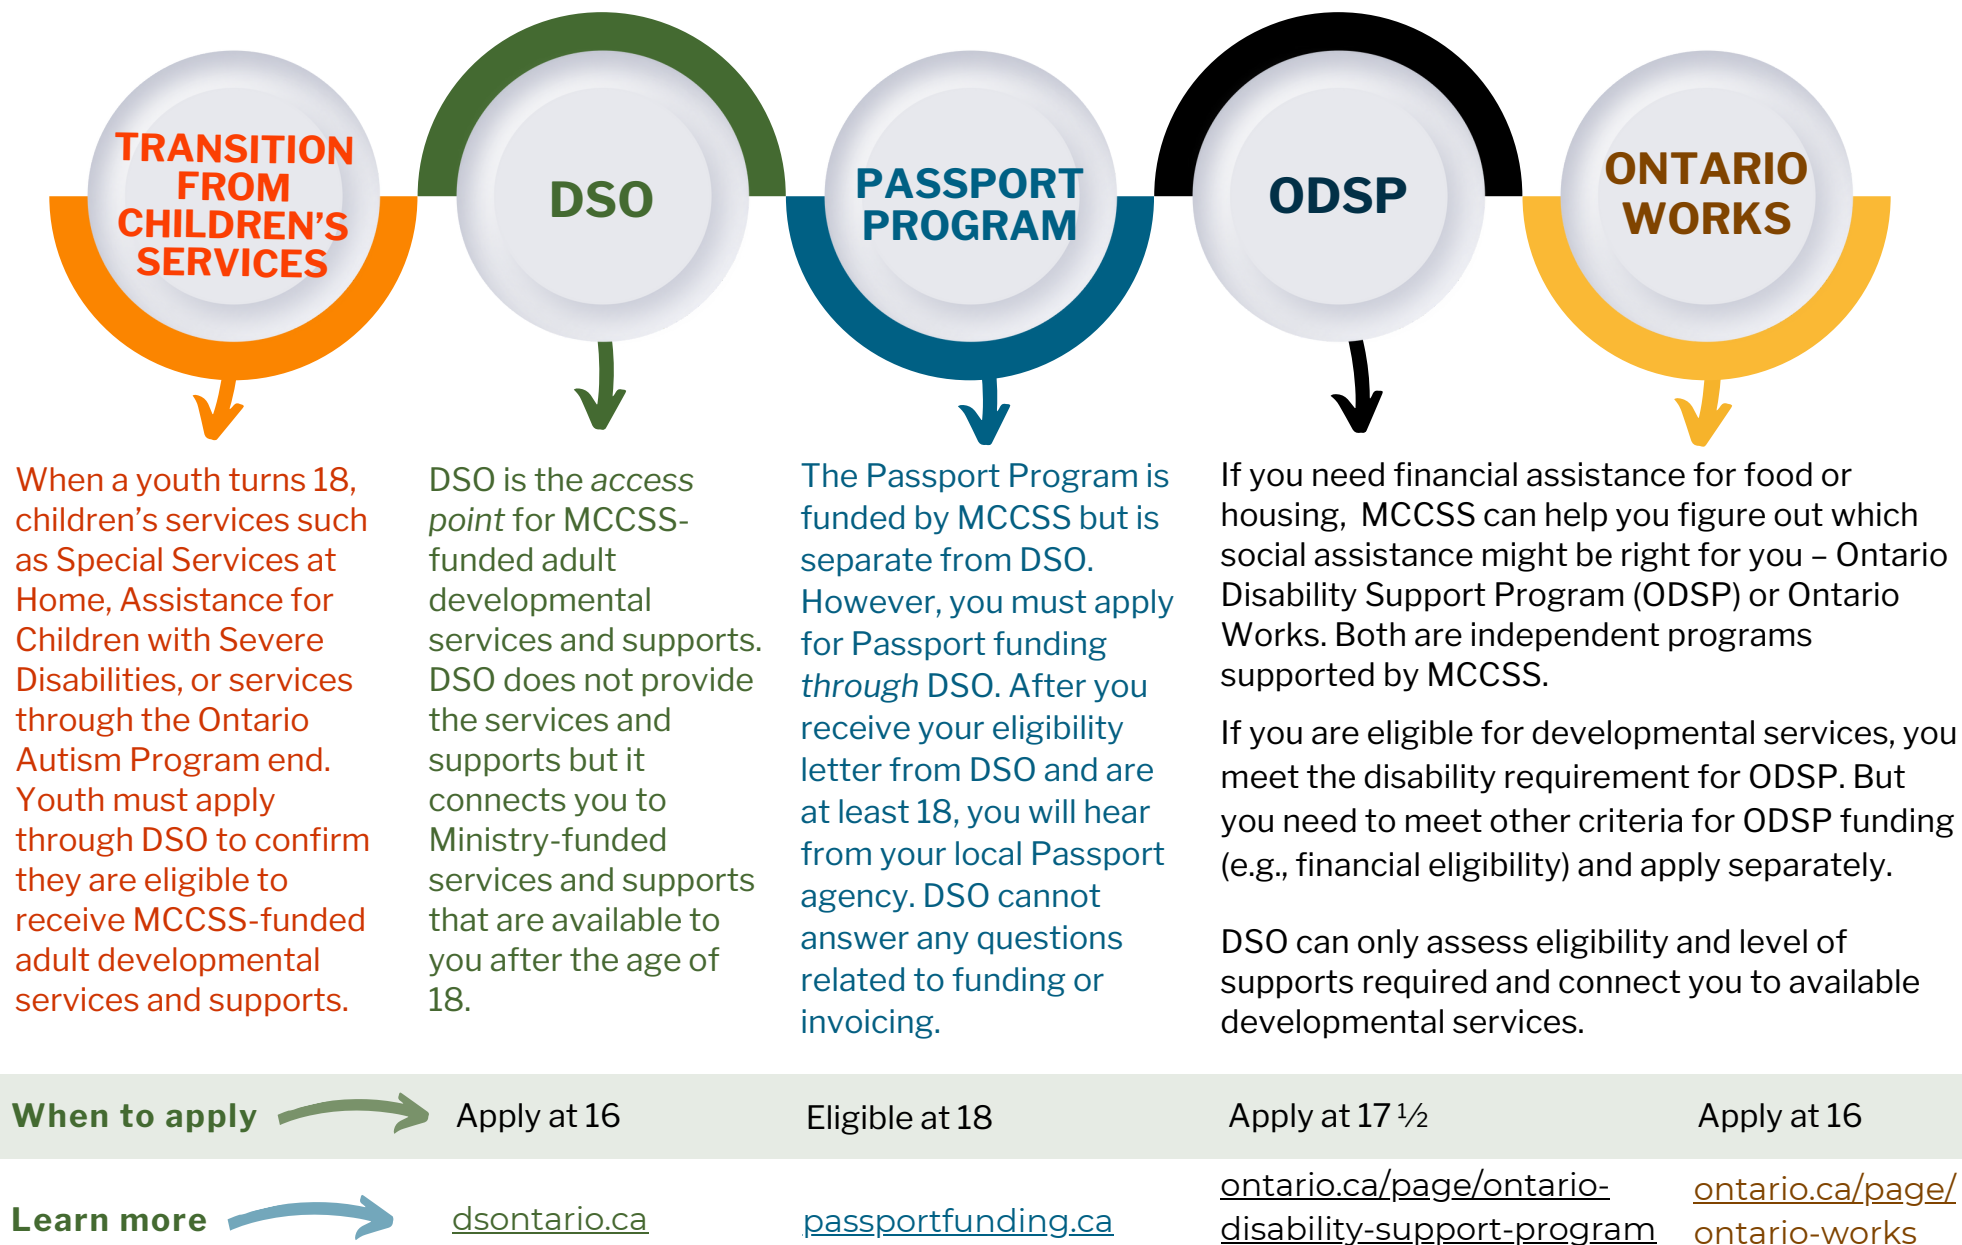 TRANSITION
FROM
CHILDREN'S
SERVICES
DSO
PASSPORT
PROGRAM
ODSP
ONTARIO
WORKS
When a youth turns 18,
children's services such
as Special Services at
Home, Assistance for
Children with Severe
Disabilities, or services
through the Ontario
Autism Program end.
Youth must apply
through DSO to confirm
they are eligible to
receive MCCSS-funded
adult developmental
services and supports.
DSO is the access
point for MCCSS-
funded adult
developmental
services and supports.
DSO does not provide
the services and
supports but it
connects you to
Ministry-funded
services and supports
that are available to
you after the age of
18.
The Passport Program is
funded by MCCSS but is
separate from DSO.
However, you must apply
for Passport funding
through DSO. After you
receive your eligibility
letter from DSO and are
at least 18, you will hear
from your local Passport
agency. DSO cannot
answer any questions
related to funding or
invoicing.
If you need financial assistance for food or
housing, MCCSS can help you figure out which
social assistance might be right for you – Ontario
Disability Support Program (ODSP) or Ontario
Works. Both are independent programs
supported by MCCSS.
If you are eligible for developmental services, you
meet the disability requirement for ODSP. But
you need to meet other criteria for ODSP funding
(e.g., financial eligibility) and apply separately.
DSO can only assess eligibility and level of
supports required and connect you to available
developmental services.
When to apply
Apply at 16
Eligible at 18
Apply at 17 ½
Apply at 16
Learn more
dsontario.ca
passportfunding.ca
ontario.ca/page/ontario-
disability-support-program
ontario.ca/page/
ontario-works